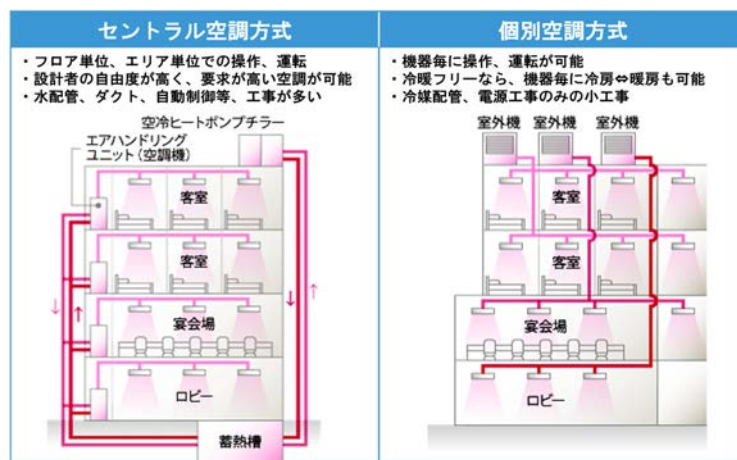 セントラル空調方式
・フロア単位、エリア単位での操作、運転
・設計者の自由度が高く、要求が高い空調が可能
・水配管、ダクト、自動制御等、工事が多い
空冷ヒートポンプチラー
エアハンドリング
ユニット(空調機)
客室
客室
宴会場
ロビー
蓄熱槽
個別空調方式
・機器毎に操作、運転が可能
・冷暖フリーなら、機器毎に冷房⇔暖房も可能
・冷媒配管、電源工事のみの小工事
室外機 室外機 室外機
客室
客室
宴会場
ロビー